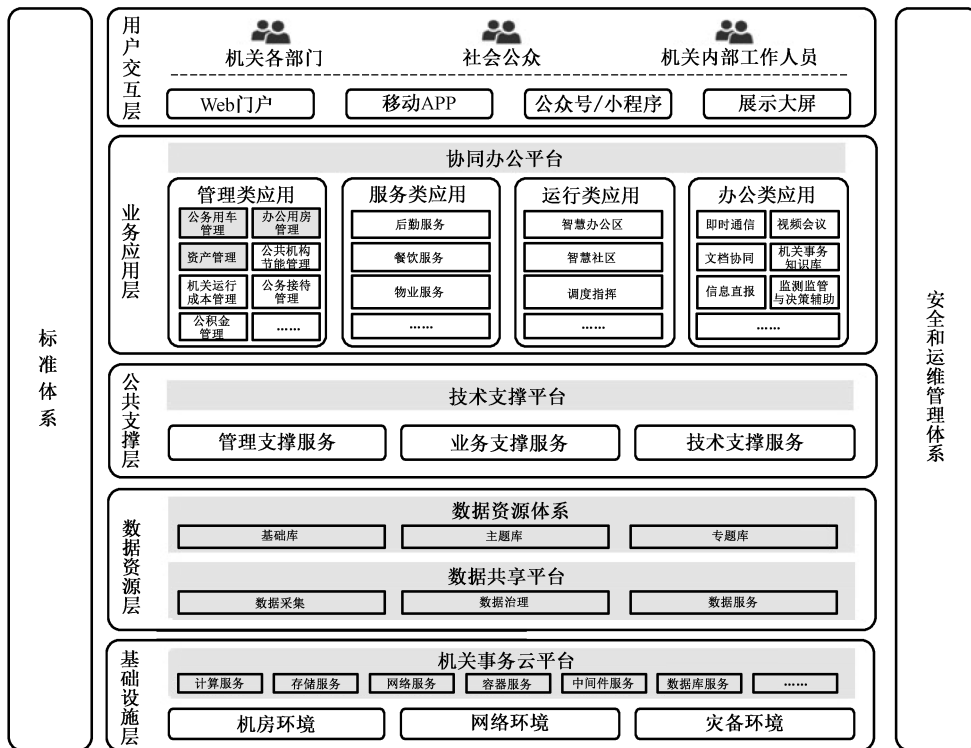 标准体系
用户交互层
机关各部门
社会公众
机关内部工作人员
Web门户
移动APP
公众号/小程序
展示大屏
业务应用层
协同办公平台
管理类应用
公务用车
管理
办公用房
管理
资产管理
公共机构
节能管理
机关运行
成本管理
公务接待
管理
公积金
管理
……
服务类应用
后勤服务
餐饮服务
物业服务
……
运行类应用
智慧办公区
智慧社区
调度指挥
……
办公类应用
即时通信
视频会议
文档协同
机关事务
知识库
信息直报
监测监管
与决策辅助
……
公共支撑层
技术支撑平台
管理支撑服务
业务支撑服务
技术支撑服务
数据资源层
数据资源体系
基础库
主题库
专题库
数据共享平台
数据采集
数据治理
数据服务
基础设施层
机关事务云平台
计算服务
存储服务
网络服务
容器服务
中间件服务
数据库服务
……
机房环境
网络环境
灾备环境
安全和运维管理体系